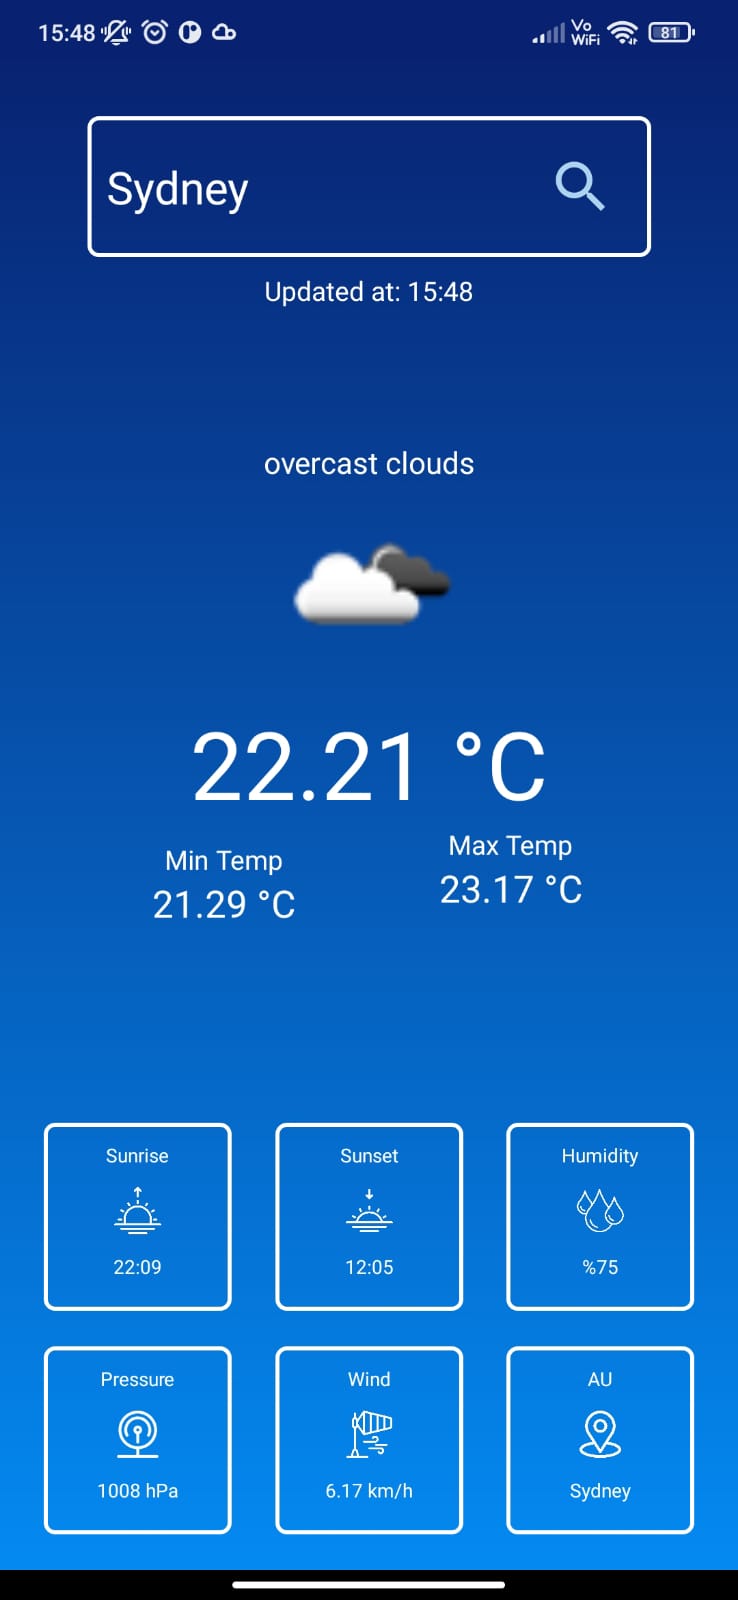 15:48
Vo
WiFi
81
Sydney
Updated at: 15:48
overcast clouds
22.21 °C
Min Temp
21.29 °C
Max Temp
23.17 °C
Sunrise
22:09
Sunset
12:05
Humidity
%75
Pressure
1008 hPa
Wind
6.17 km/h
AU
Sydney